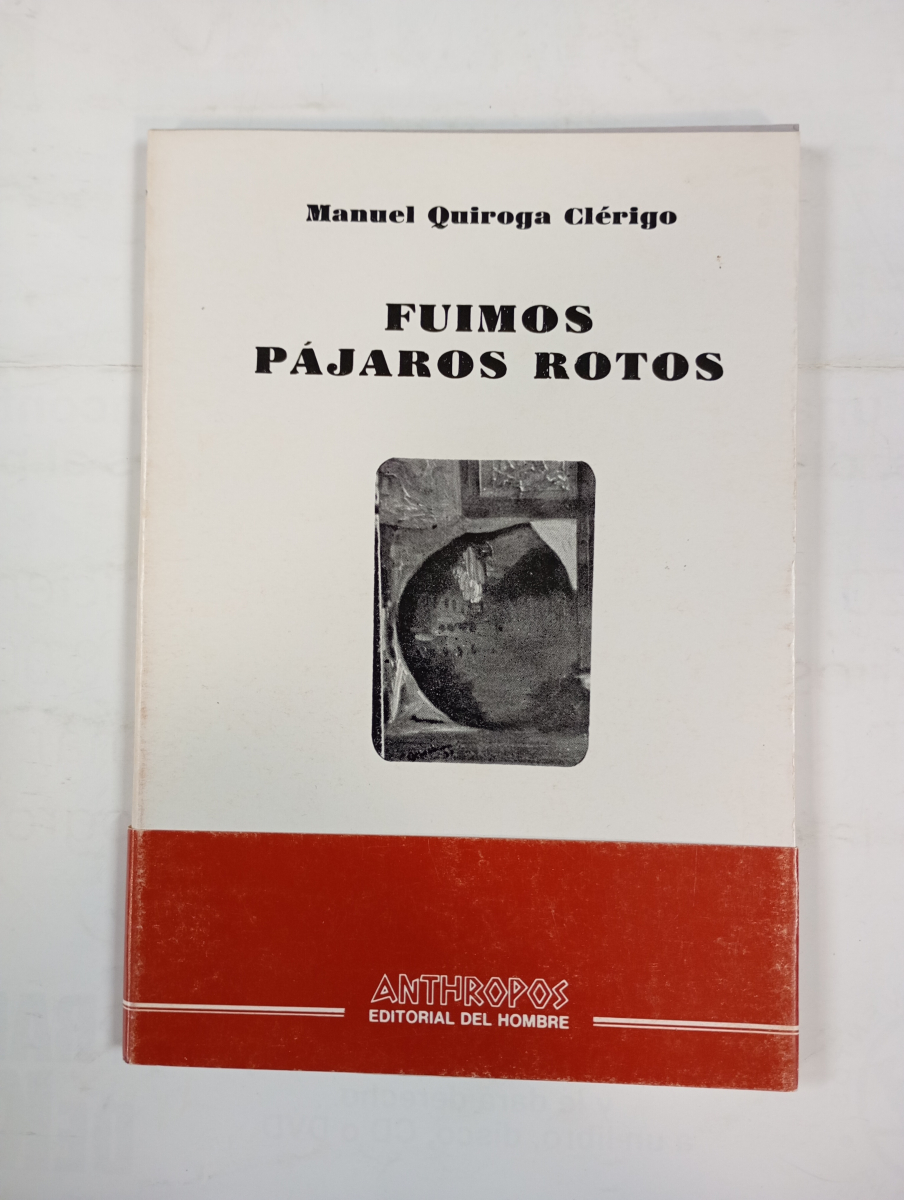 Manuel Quiroga Clérigo
FUIMOS
PÁJAROS ROTOS
ANTHROPOS
EDITORIAL DEL HOMBRE